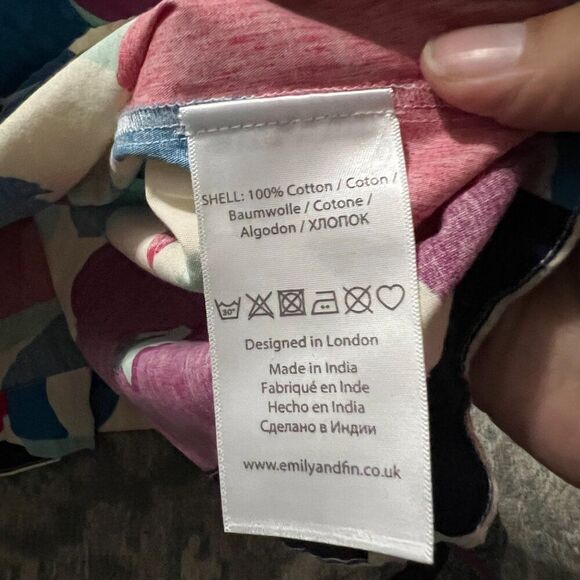 SHELL: 100% Cotton / Coton /
Baumwolle / Cotone /
Algodon / ХЛОПОК
30°
Designed in London
Made in India
Fabriqué en Inde
Hecho en India
Сделано в Индии
www.emilyandfin.co.uk